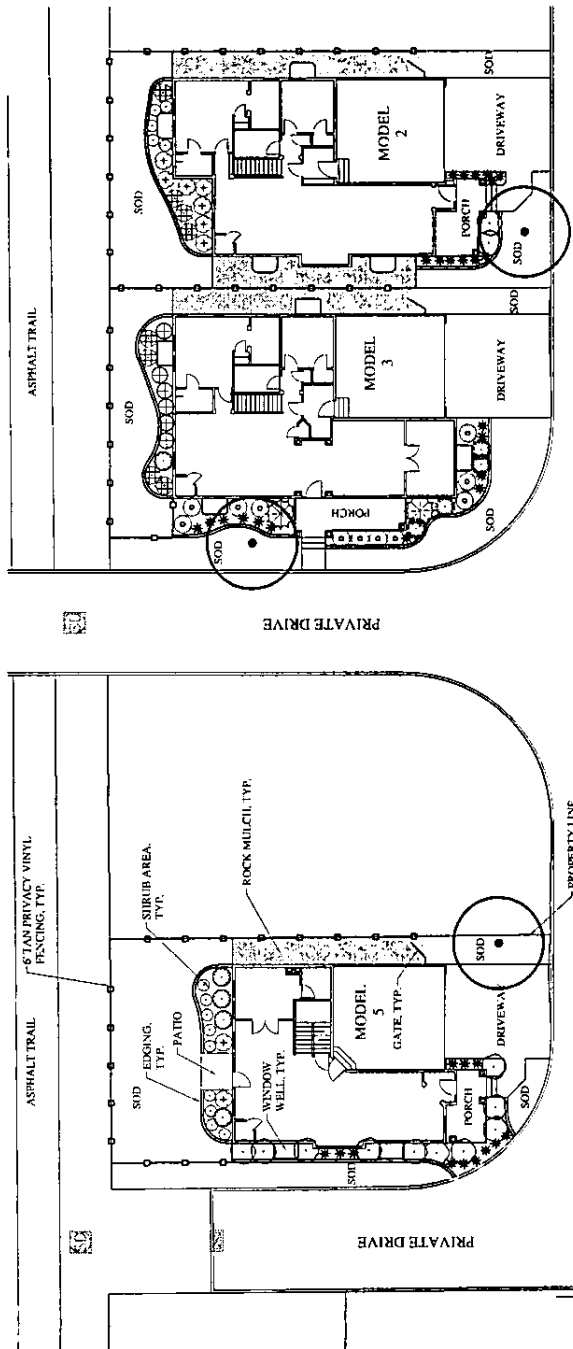 ASPHALT TRAIL
6' TAN PRIVACY VINYL
FENCING, TYP.
SOD
EDGING,
TYP.
PATIO
SHRUB AREA,
TYP.
ROCK MULCH, TYP.
WINDOW
WELL, TYP.
MODEL
5
GATE, TYP.
SOD
PORCH
DRIVEWAY
SOD
SOD
PROPERTY LINE
PRIVATE DRIVE
PRIVATE DRIVE
ASPHALT TRAIL
SOD
SOD
PORCH
MODEL
3
DRIVEWAY
SOD
SOD
SOD
MODEL
2
PORCH
DRIVEWAY
SOD
SOD